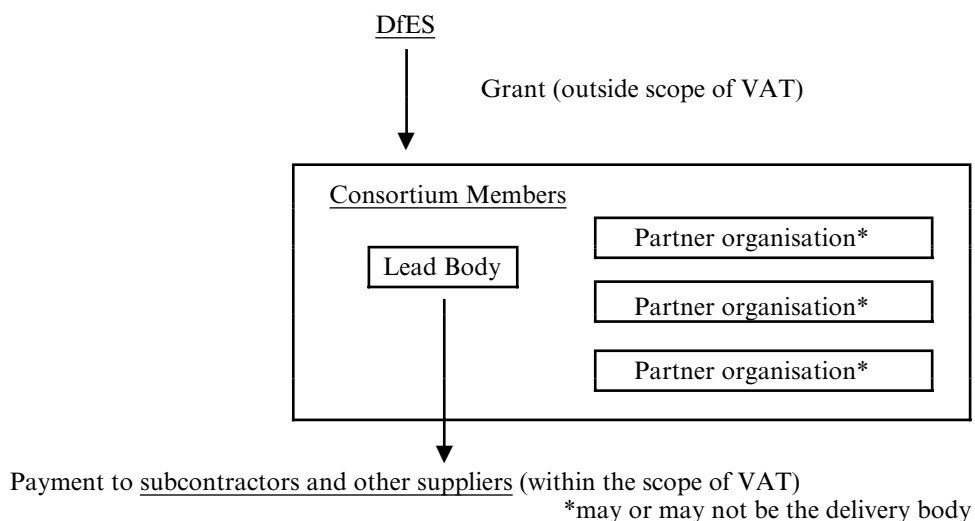 DfES
Grant (outside scope of VAT)
Consortium Members
Partner organisation*
Lead Body
Partner organisation*
Partner organisation*
Payment to subcontractors and other suppliers (within the scope of VAT)
*may or may not be the delivery body